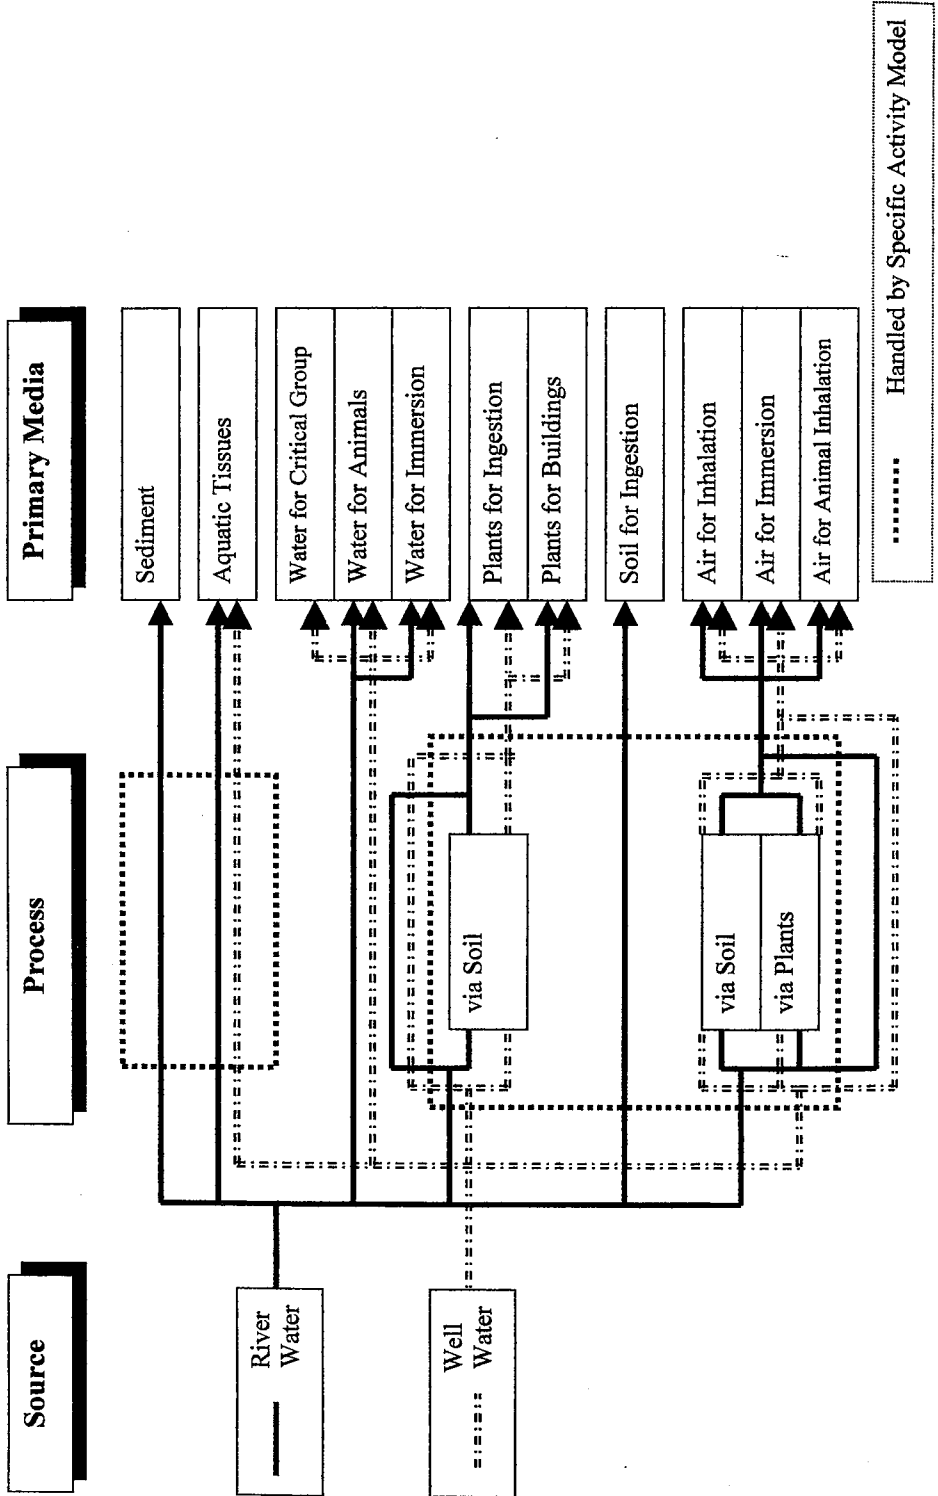 Source
Process
Primary Media
River
Water
Well
Water
via Soil
via Soil
via Plants
Sediment
Aquatic Tissues
Water for Critical Group
Water for Animals
Water for Immersion
Plants for Ingestion
Plants for Buildings
Soil for Ingestion
Air for Inhalation
Air for Immersion
Air for Animal Inhalation
Handled by Specific Activity Model